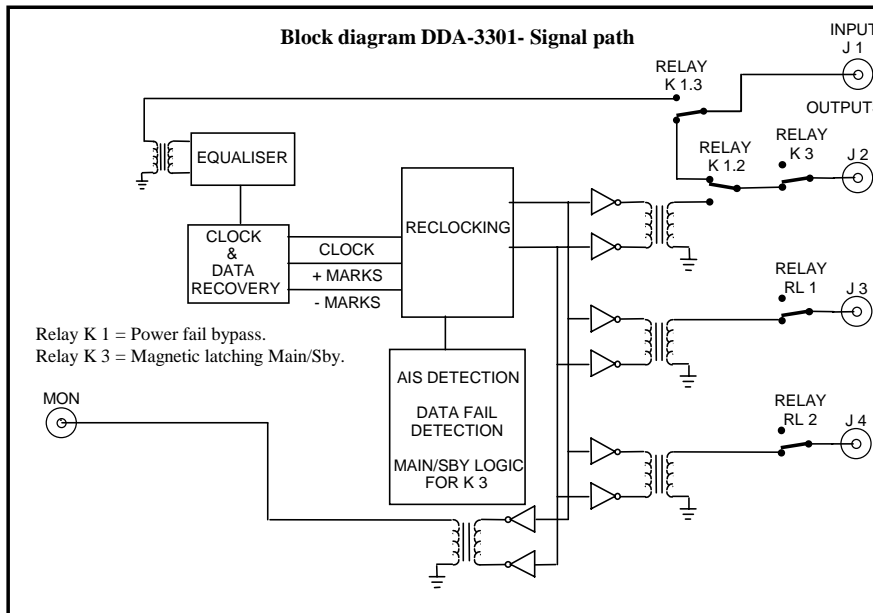 Block diagram DDA-3301- Signal path
INPUT
J 1
RELAY
K 1.3
OUTPUT
RELAY
K 1.2
RELAY
K 3
J 2
EQUALISER
RECLOCKING
CLOCK
&
DATA
RECOVERY
CLOCK
+ MARKS
- MARKS
RELAY
RL 1
J 3
Relay K 1 = Power fail bypass.
Relay K 3 = Magnetic latching Main/Sby.
AIS DETECTION
DATA FAIL
DETECTION
MAIN/SBY LOGIC
FOR K 3
MON
RELAY
RL 2
J 4